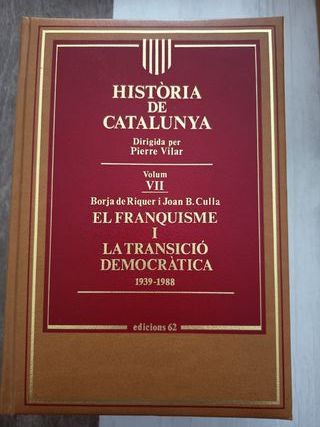 HISTÒRIA
DE
CATALUNYA
Dirigida per
Pierre Vilar
Volum
VII
Borja de Riquer i Joan B. Culla
EL FRANQUISME
I
LA TRANSICIÓ
DEMOCRÀTICA
1939-1988
edicions 62